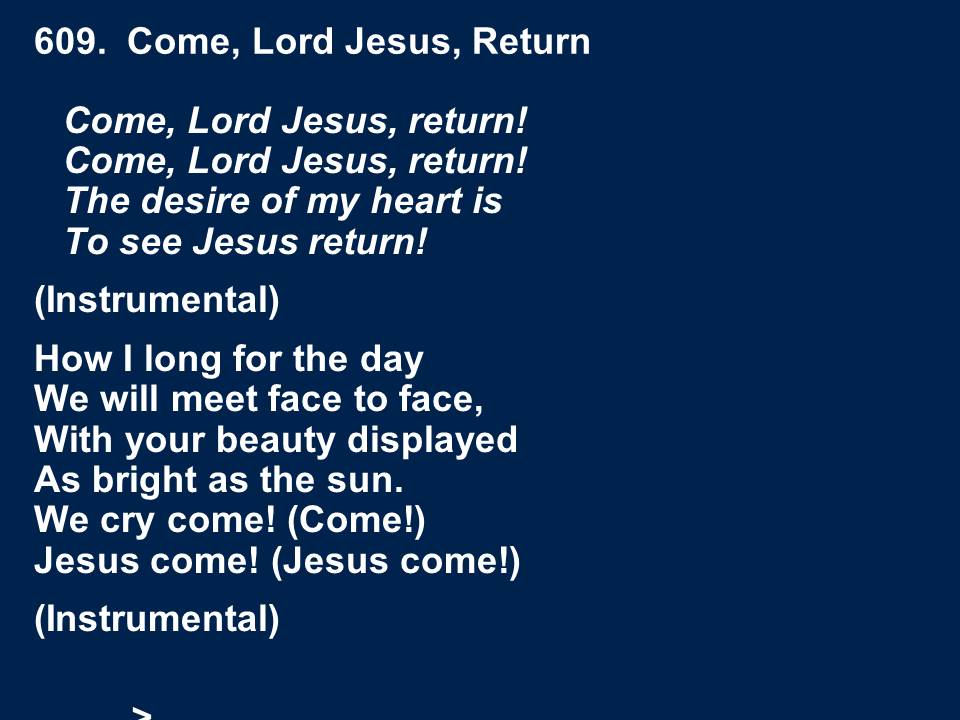 609.  Come, Lord Jesus, Return
Come, Lord Jesus, return!
Come, Lord Jesus, return!
The desire of my heart is
To see Jesus return!
(Instrumental)
How I long for the day
We will meet face to face,
With your beauty displayed
As bright as the sun.
We cry come! (Come!)
Jesus come! (Jesus come!)
(Instrumental)
>